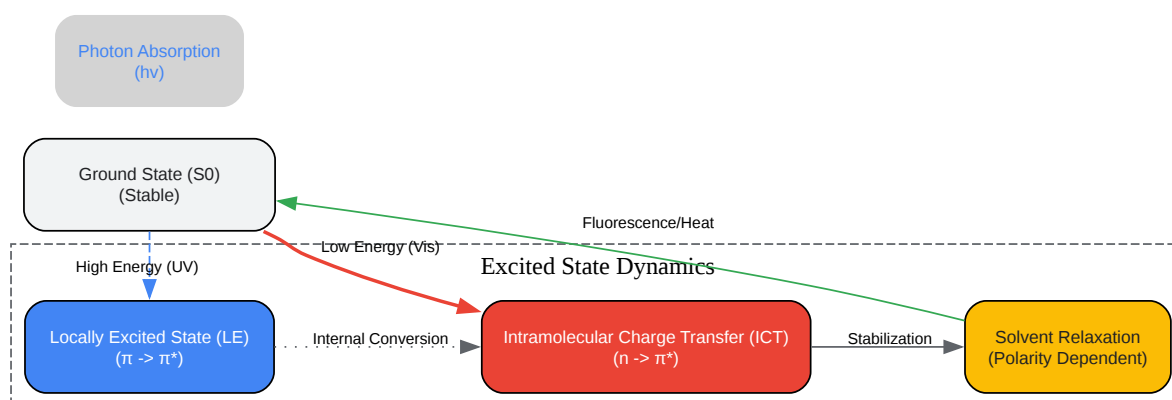 Photon Absorption
(hv)
Ground State (S0)
(Stable)
Fluorescence/Heat
Low Energy (Vis)
High Energy (UV)
Excited State Dynamics
Locally Excited State (LE)
(π -> π*)
Internal Conversion
Intramolecular Charge Transfer (ICT)
(n -> π*)
Stabilization
Solvent Relaxation
(Polarity Dependent)